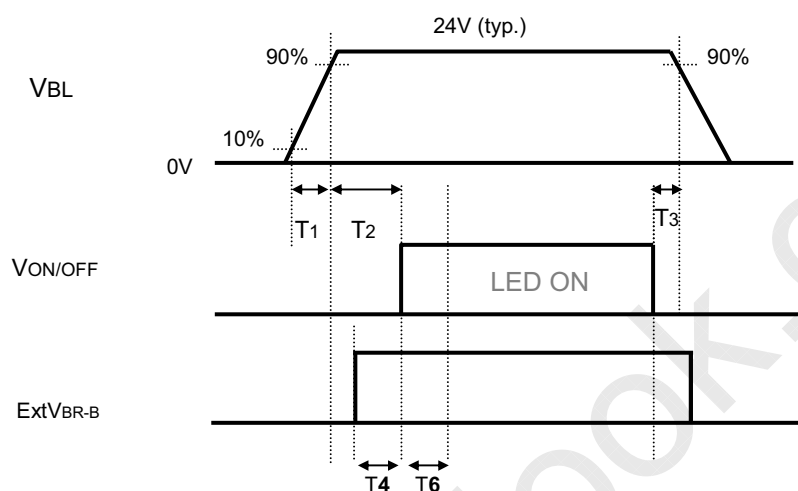 24V (typ.)
90%
90%
VBL
10%
0V
T1
T2
T3
VON/OFF
LED ON
ExtVBR-B
T4
T6